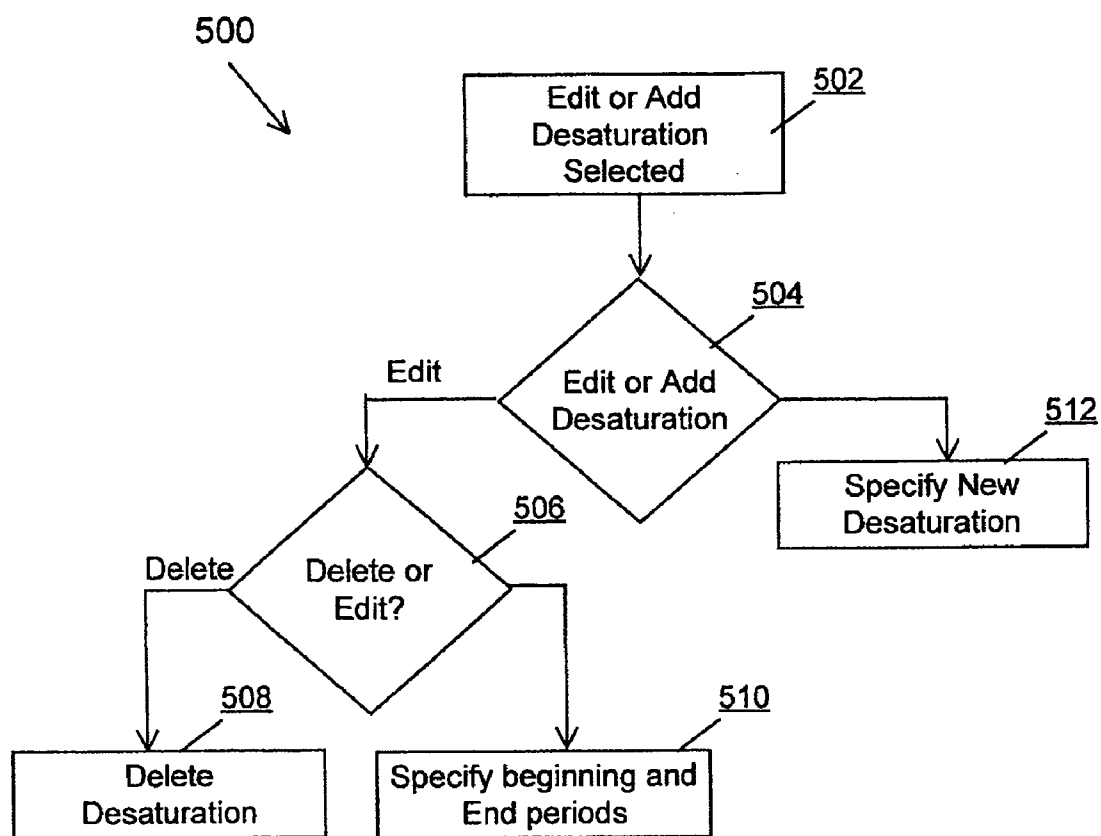 500
Edit or Add
Desaturation
Selected
502
504
Edit
Edit or Add
Desaturation
512
Specify New
Desaturation
506
Delete
Delete or
Edit?
508
Delete
Desaturation
510
Specify beginning and
End periods